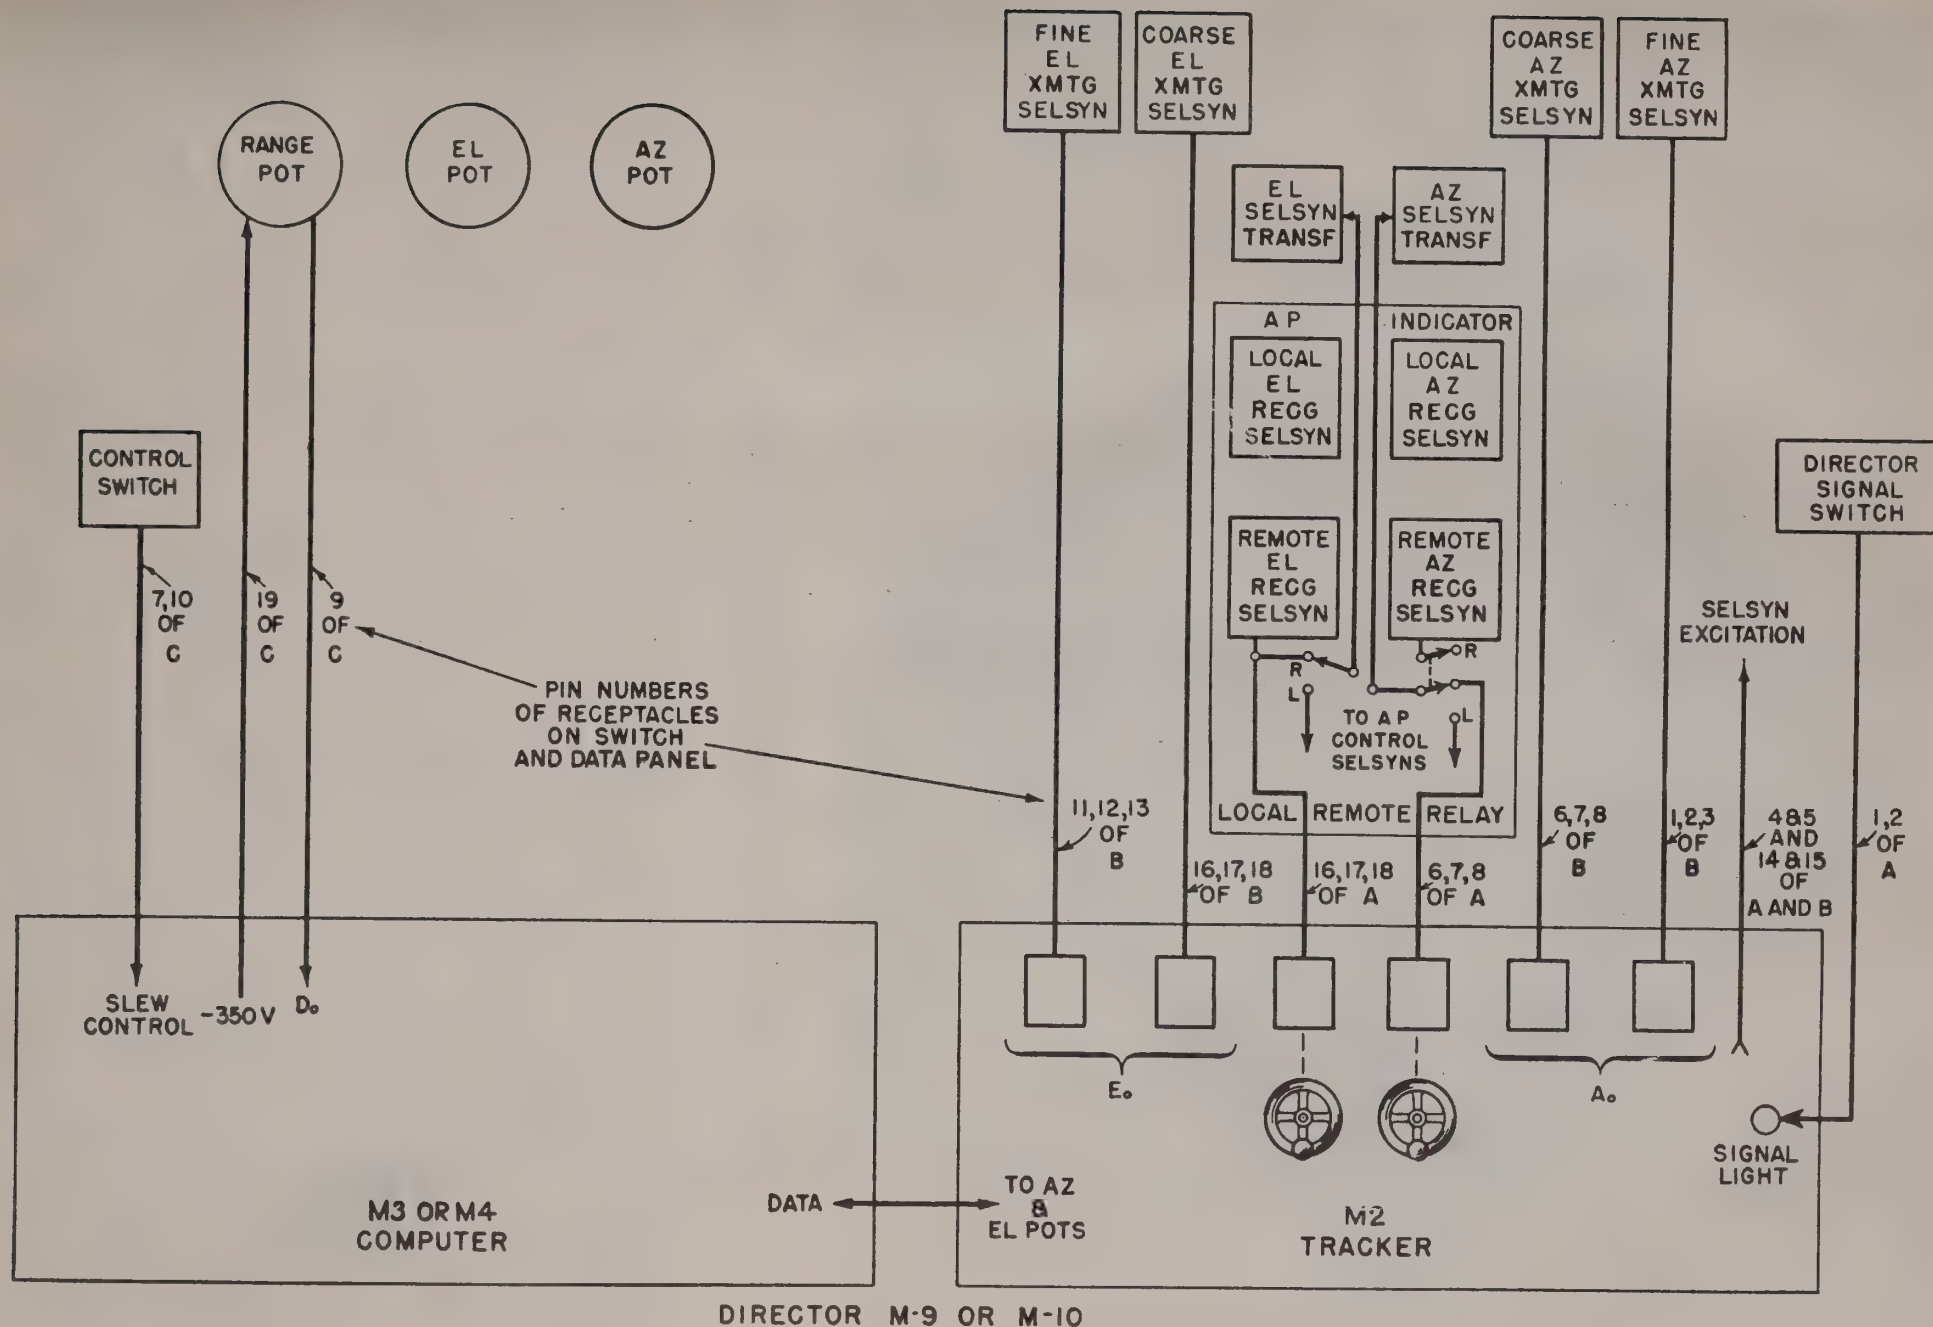 FINE
EL
XMTG
SELSYN
COARSE
EL
XMTG
SELSYN
COARSE
AZ
XMTG
SELSYN
FINE
AZ
XMTG
SELSYN
RANGE
POT
EL
POT
AZ
POT
EL
SELSYN
TRANSF
AZ
SELSYN
TRANSF
AP INDICATOR
LOCAL
EL
RECG
SELSYN
LOCAL
AZ
RECG
SELSYN
CONTROL
SWITCH
DIRECTOR
SIGNAL
SWITCH
REMOTE
EL
RECG
SELSYN
REMOTE
AZ
RECG
SELSYN
7,10
OF
C
19
OF
C
9
OF
C
SELSYN
EXCITATION
R
R
L
L
TO AP
CONTROL
SELSYNS
PIN NUMBERS
OF RECEPTACLES
ON SWITCH
AND DATA PANEL
LOCAL REMOTE RELAY
11,12,13
OF
B
16,17,18
OF B
16,17,18
OF A
6,7,8
OF A
6,7,8
OF
B
1,2,3
OF
B
4&5
AND
14&15
OF
A AND B
1,2
OF
A
SLEW
CONTROL
-350V
Do
Eo
Ao
SIGNAL
LIGHT
M3 OR M4
COMPUTER
DATA
TO AZ
&
EL POTS
M2
TRACKER
DIRECTOR M-9 OR M-10